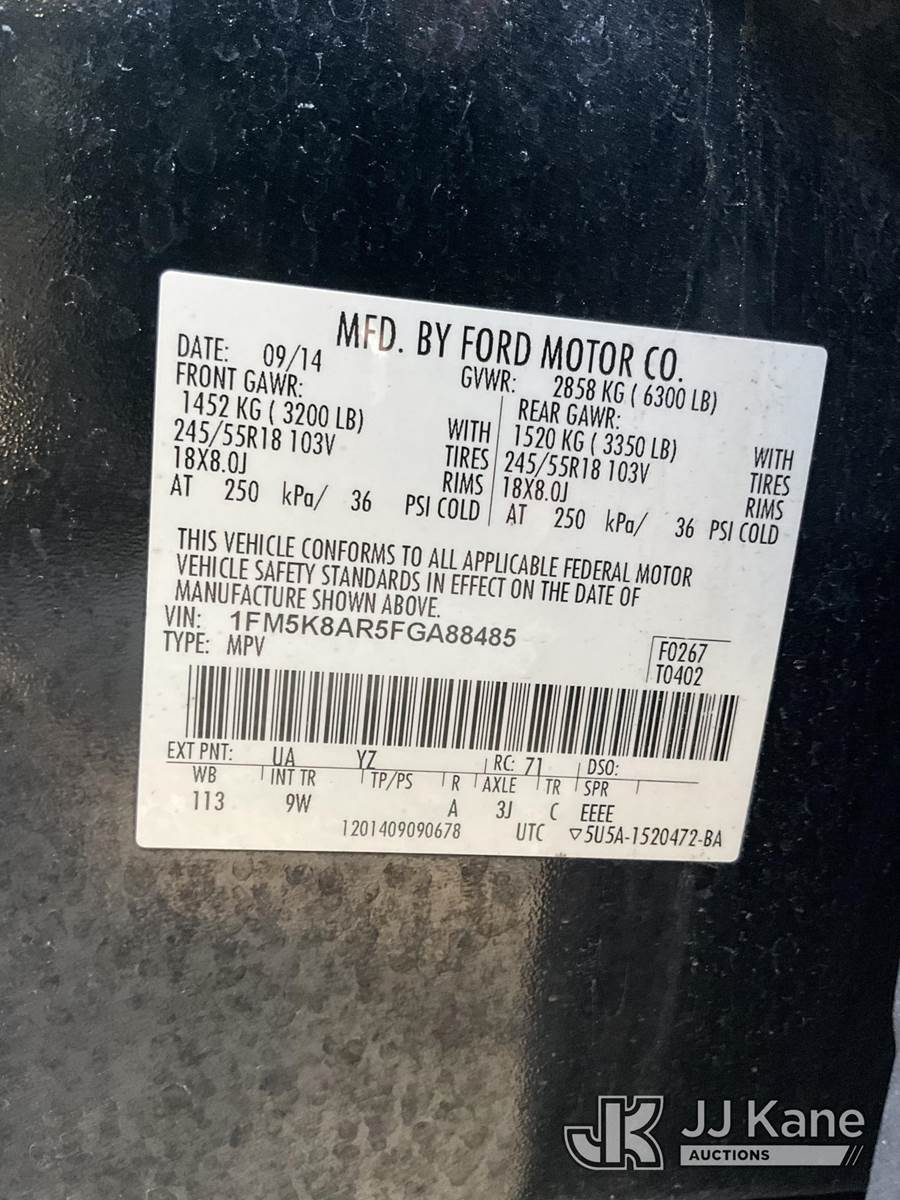 MFD. BY FORD MOTOR CO.
DATE: 09/14 GVWR: 2858 KG ( 6300 LB)
FRONT GAWR: REAR GAWR:
1452 KG ( 3200 LB) WITH 1520 KG ( 3350 LB) WITH
245/55R18 103V TIRES 245/55R18 103V TIRES
18X8.0J RIMS 18X8.0J RIMS
AT 250 kPa/ 36 PSI COLD AT 250 kPa/ 36 PSI COLD
THIS VEHICLE CONFORMS TO ALL APPLICABLE FEDERAL MOTOR
VEHICLE SAFETY STANDARDS IN EFFECT ON THE DATE OF
MANUFACTURE SHOWN ABOVE.
VIN: 1FM5K8AR5FGA88485
TYPE: MPV
F0267
T0402
EXT PNT: UA YZ RC: 71 DSO:
WB INT TR TP/PS R AXLE TR SPR
113 9W A 3J C EEEE
1201409090678 UTC ▽5U5A-1520472-BA
JK JJ Kane
AUCTIONS